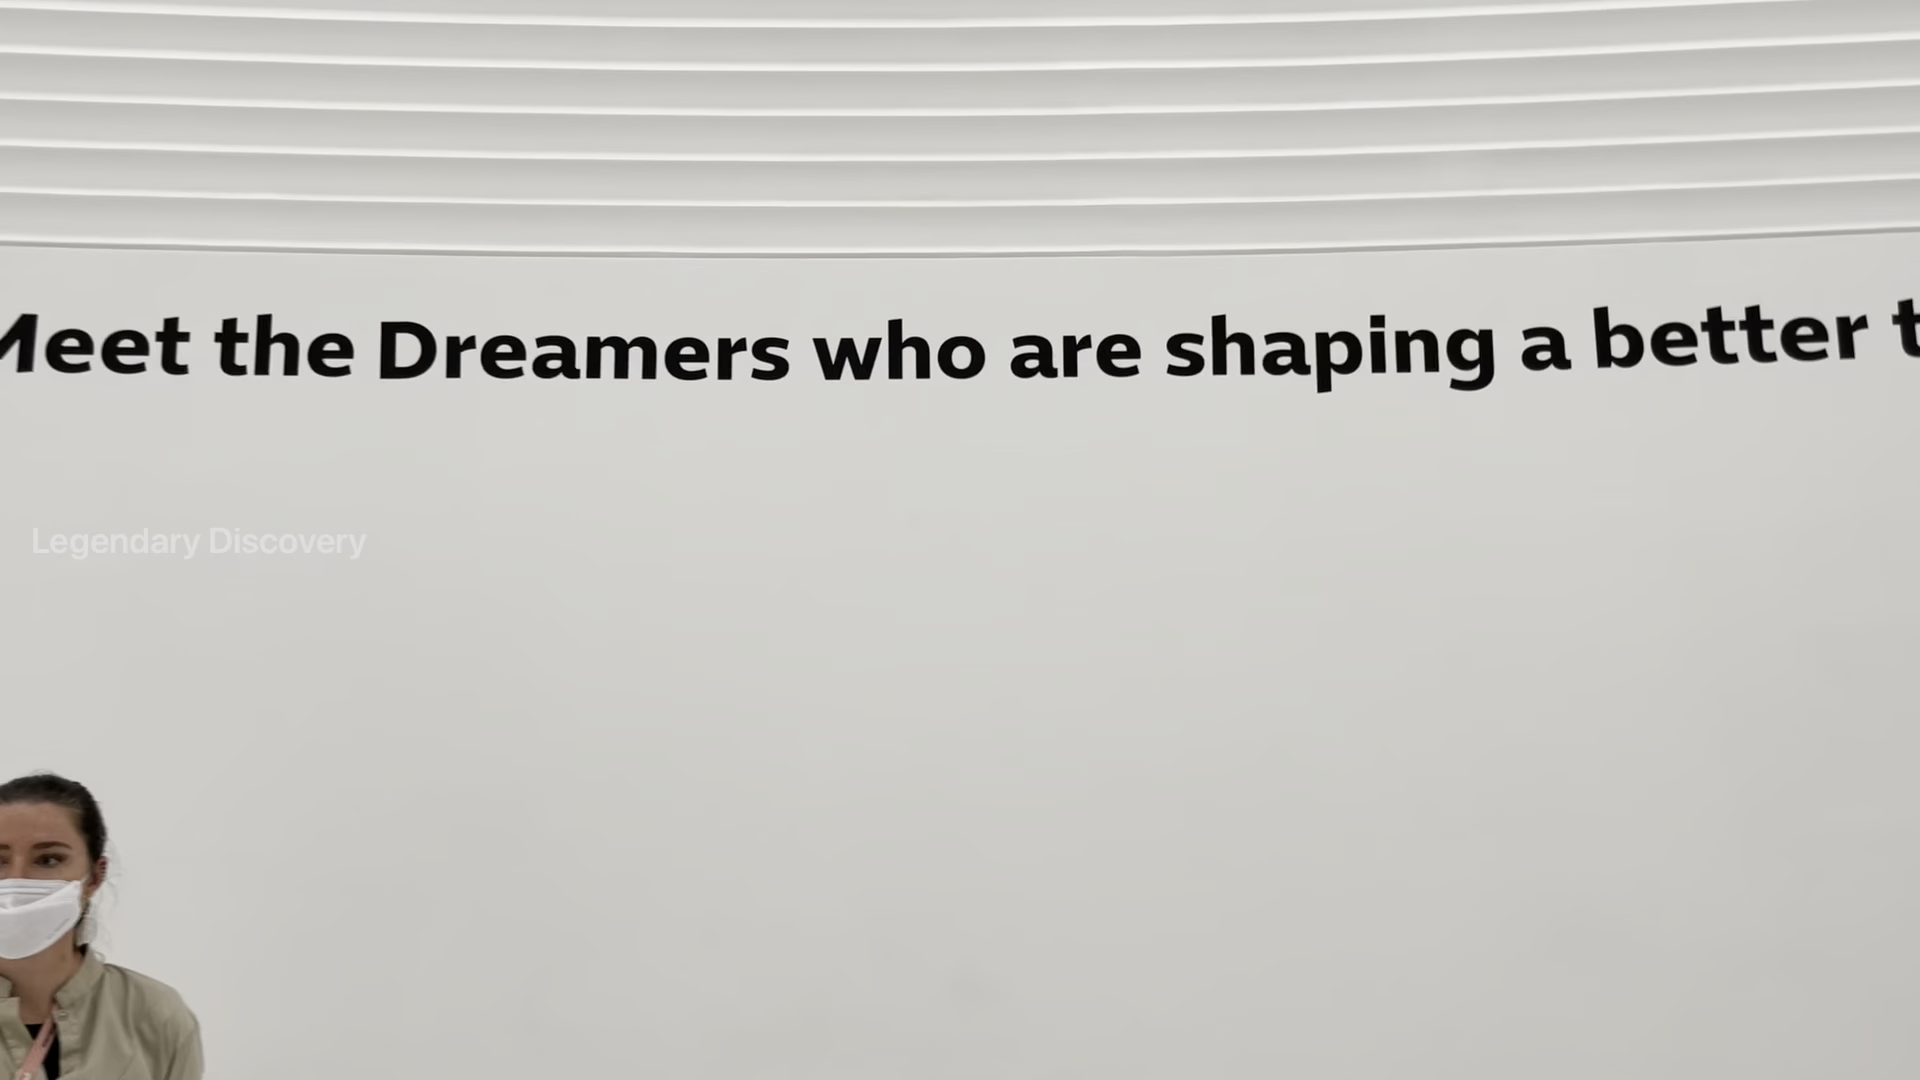 Meet the Dreamers who are shaping a better
Legendary Discovery